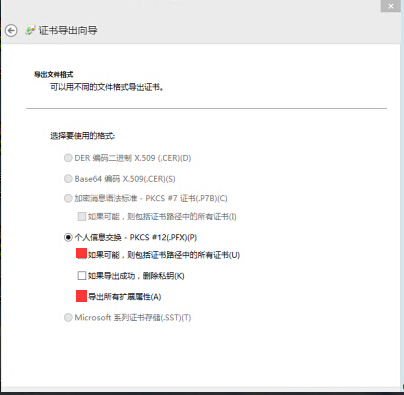 证书导出向导
导出文件格式
可以用不同的文件格式导出证书。
选择要使用的格式:
DER 编码二进制 X.509 (.CER)(D)
Base64 编码 X.509(.CER)(S)
加密消息语法标准 - PKCS #7 证书(.P7B)(C)
如果可能，则包括证书路径中的所有证书(I)
个人信息交换 - PKCS #12(.PFX)(P)
如果可能，则包括证书路径中的所有证书(U)
如果导出成功，删除私钥(K)
导出所有扩展属性(A)
Microsoft 系列证书存储(.SST)(T)